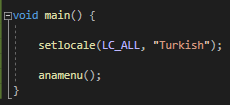 void main() {
setlocale(LC_ALL, "Turkish");
anamenu();
}